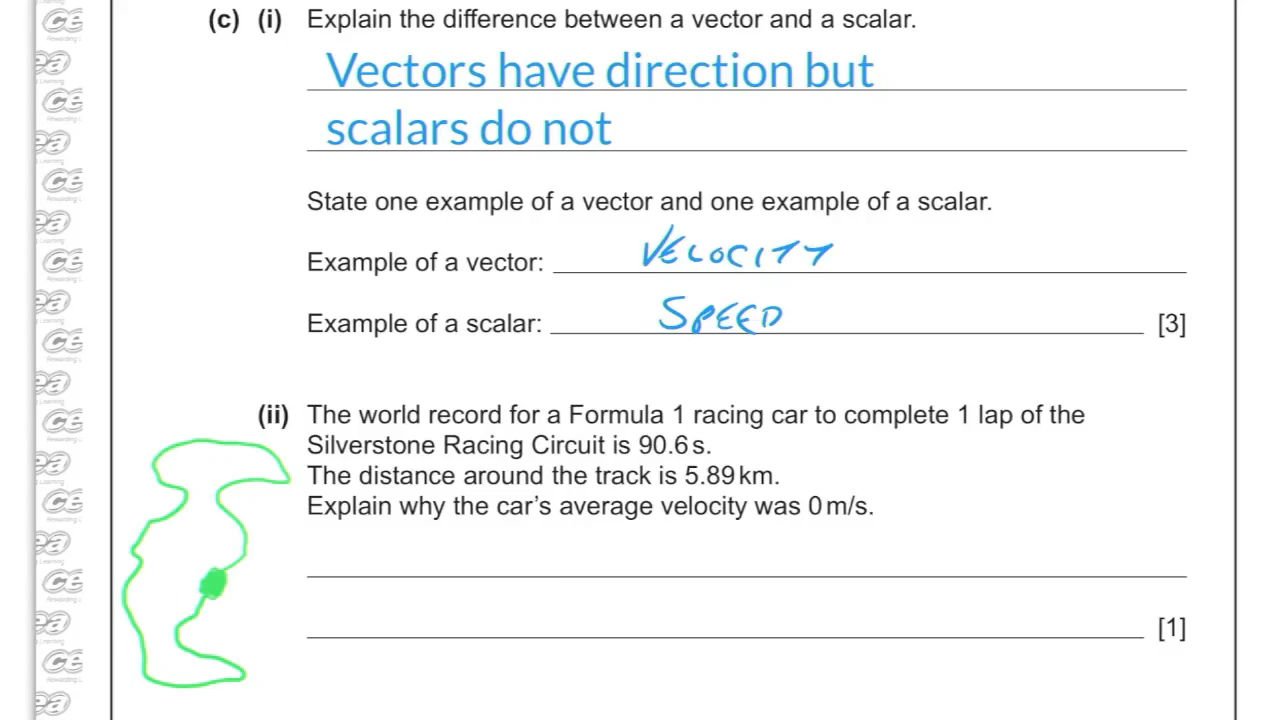 (c) (i) Explain the difference between a vector and a scalar.
Vectors have direction but
scalars do not
State one example of a vector and one example of a scalar.
Example of a vector: VELOCITY
Example of a scalar: SPEED [3]
(ii) The world record for a Formula 1 racing car to complete 1 lap of the
Silverstone Racing Circuit is 90.6 s.
The distance around the track is 5.89 km.
Explain why the car’s average velocity was 0 m/s.
[1]